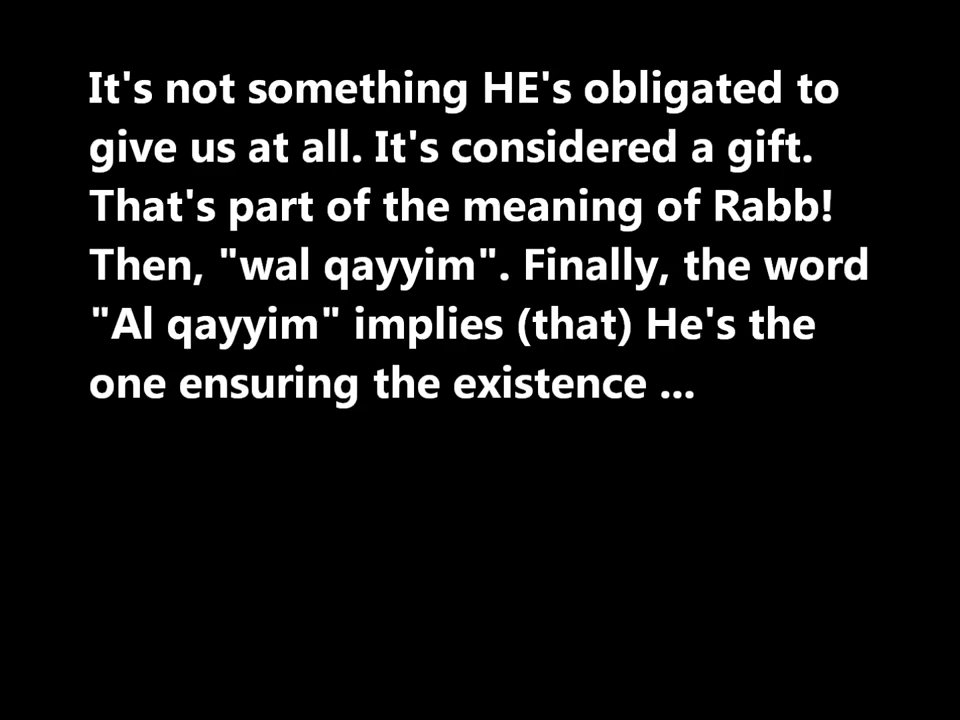 It's not something HE's obligated to
give us at all. It's considered a gift.
That's part of the meaning of Rabb!
Then, "wal qayyim". Finally, the word
"Al qayyim" implies (that) He's the
one ensuring the existence ...